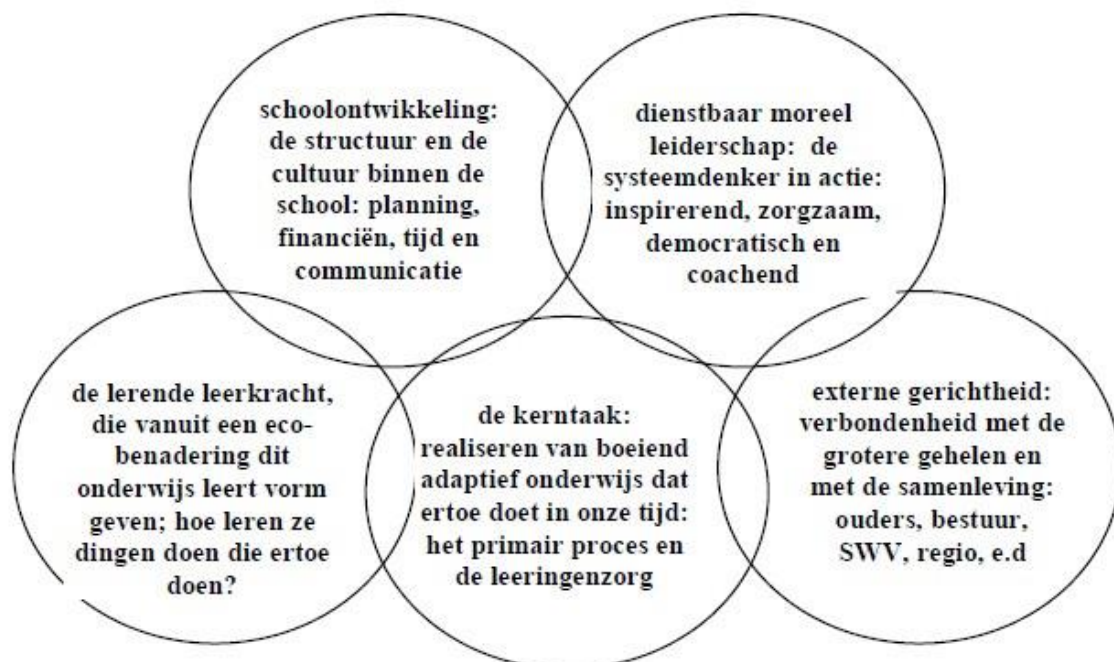 schoolontwikkeling:
de structuur en de
cultuur binnen de
school: planning,
financiën, tijd en
communicatie
dienstbaar moreel
leiderschap: de
systeemdenker in actie:
inspirerend, zorgzaam,
democratisch en
coachend
de lerende leerkracht,
die vanuit een eco-
benadering dit
onderwijs leert vorm
geven; hoe leren ze
dingen doen die ertoe
doen?
de kerntaak:
realiseren van boeiend
adaptief onderwijs dat
ertoe doet in onze tijd:
het primair proces en
de leeringenzorg
externe gerichtheid:
verbondenheid met de
grotere gehelen en
met de samenleving:
ouders, bestuur,
SWV, regio, e.d